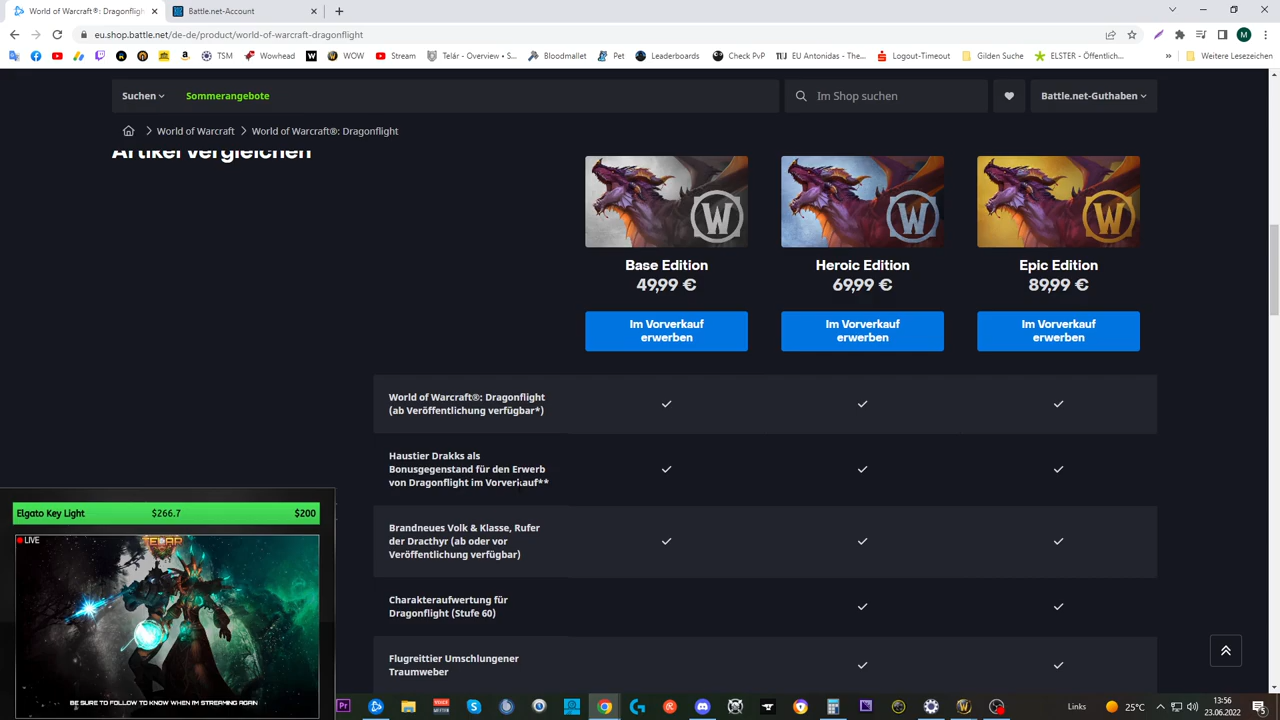 World of Warcraft®: Dragonfligh
Battle.net-Account
eu.shop.battle.net/de-de/product/world-of-warcraft-dragonflight
M
TSM
Wowhead
WOW
Stream
Telár - Overview • S...
Bloodmallet
Pet
Leaderboards
Check PvP
EU Antonidas - The...
Logout-Timeout
Gilden Suche
ELSTER - Öffentlich...
»
Weitere Lesezeichen
Suchen
Sommerangebote
Im Shop suchen
Battle.net-Guthaben
World of Warcraft
World of Warcraft®: Dragonflight
Artikel vergleichen
W
W
W
Base Edition
Heroic Edition
Epic Edition
49,99 €
69,99 €
89,99 €
Im Vorverkauf
erwerben
Im Vorverkauf
erwerben
Im Vorverkauf
erwerben
World of Warcraft®: Dragonflight
(ab Veröffentlichung verfügbar*)
Haustier Drakks als
Bonusgegenstand für den Erwerb
von Dragonflight im Vorverkauf**
Brandneues Volk & Klasse, Rufer
der Dracthyr (ab oder vor
Veröffentlichung verfügbar)
Charakteraufwertung für
Dragonflight (Stufe 60)
Flugreittier Umschlungener
Traumweber
Elgato Key Light
$266.7
$200
LIVE
TELAR
BE SURE TO FOLLOW TO KNOW WHEN I'M STREAMING AGAIN
Pr
Links
25°C
13:56
23.06.2022